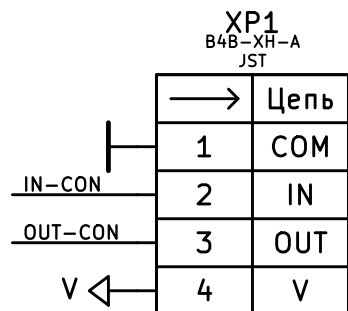 XP1
B4B-XH-A
JST
Цепь
1 COM
IN-CON 2 IN
OUT-CON 3 OUT
V 4 V